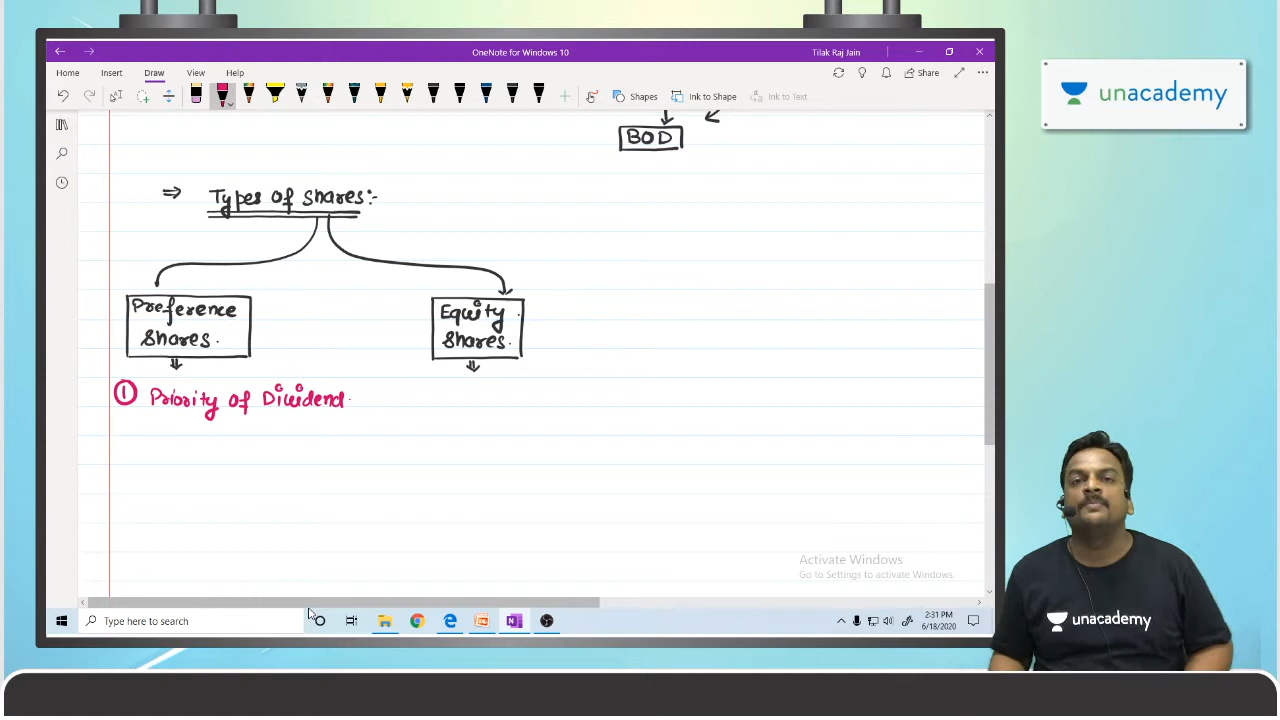 OneNote for Windows 10
Tilak Raj Jain
Home Insert Draw View Help
Share
Shapes Ink to Shape Ink to Text
BOD
⇒ Types of shares:-
Preference
Shares.
Equity
Shares.
① Priority of Dividend.
Activate Windows
Go to Settings to activate Windows.
Type here to search
2:31 PM
6/18/2020
unacademy
unacademy